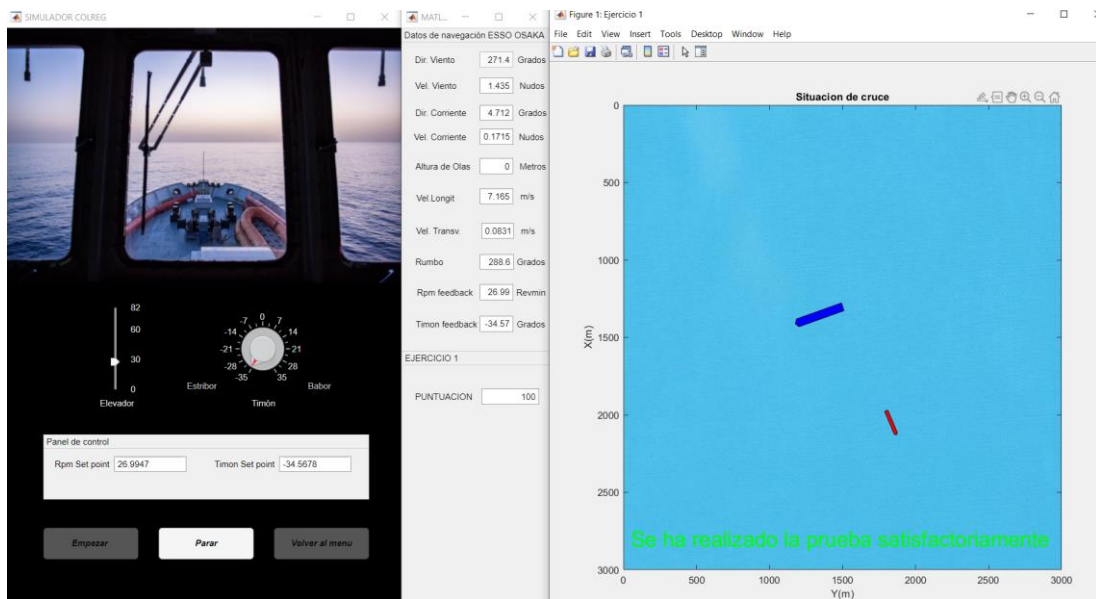 SIMULADOR COLREG
82
60
30
0
Elevador
0
-7 7
-14 14
-21 21
-28 28
-35 35
Estribor Babor
Timón
Panel de control
Rpm Set point 26.9947 Timon Set point -34.5678
Empezar Parar Volver al menu
MATL...
Datos de navegación ESSO OSAKA
Dir. Viento 271.4 Grados
Vel. Viento 1.435 Nudos
Dir. Corriente 4.712 Grados
Vel. Corriente 0.1715 Nudos
Altura de Olas 0 Metros
Vel.Longit 7.165 m/s
Vel. Transv. 0.0831 m/s
Rumbo 288.6 Grados
Rpm feedback 26.99 Revmin
Timon feedback -34.57 Grados
EJERCICIO 1
PUNTUACION 100
Figure 1: Ejercicio 1
File Edit View Insert Tools Desktop Window Help
Situacion de cruce
0
500
1000
1500
2000
2500
3000
X(m)
Se ha realizado la prueba satisfactoriamente
0 500 1000 1500 2000 2500 3000
Y(m)